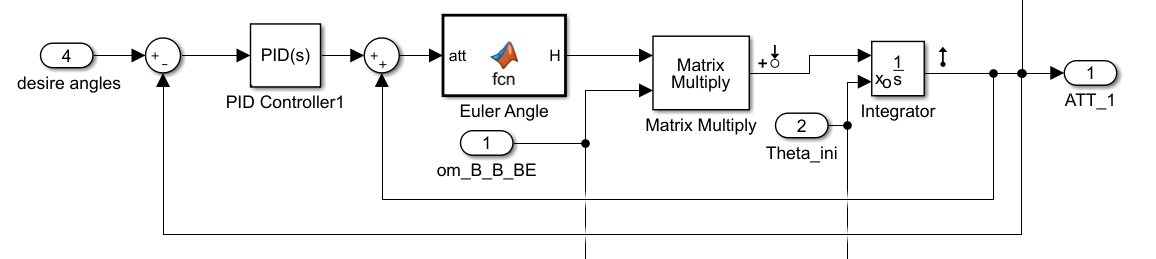 4
desire angles
+
-
PID(s)
PID Controller1
+
+
att
H
fcn
Euler Angle
1
om_B_B_BE
Matrix
Multiply
Matrix Multiply
+
2
Theta_ini
1
s
xo
Integrator
1
ATT_1